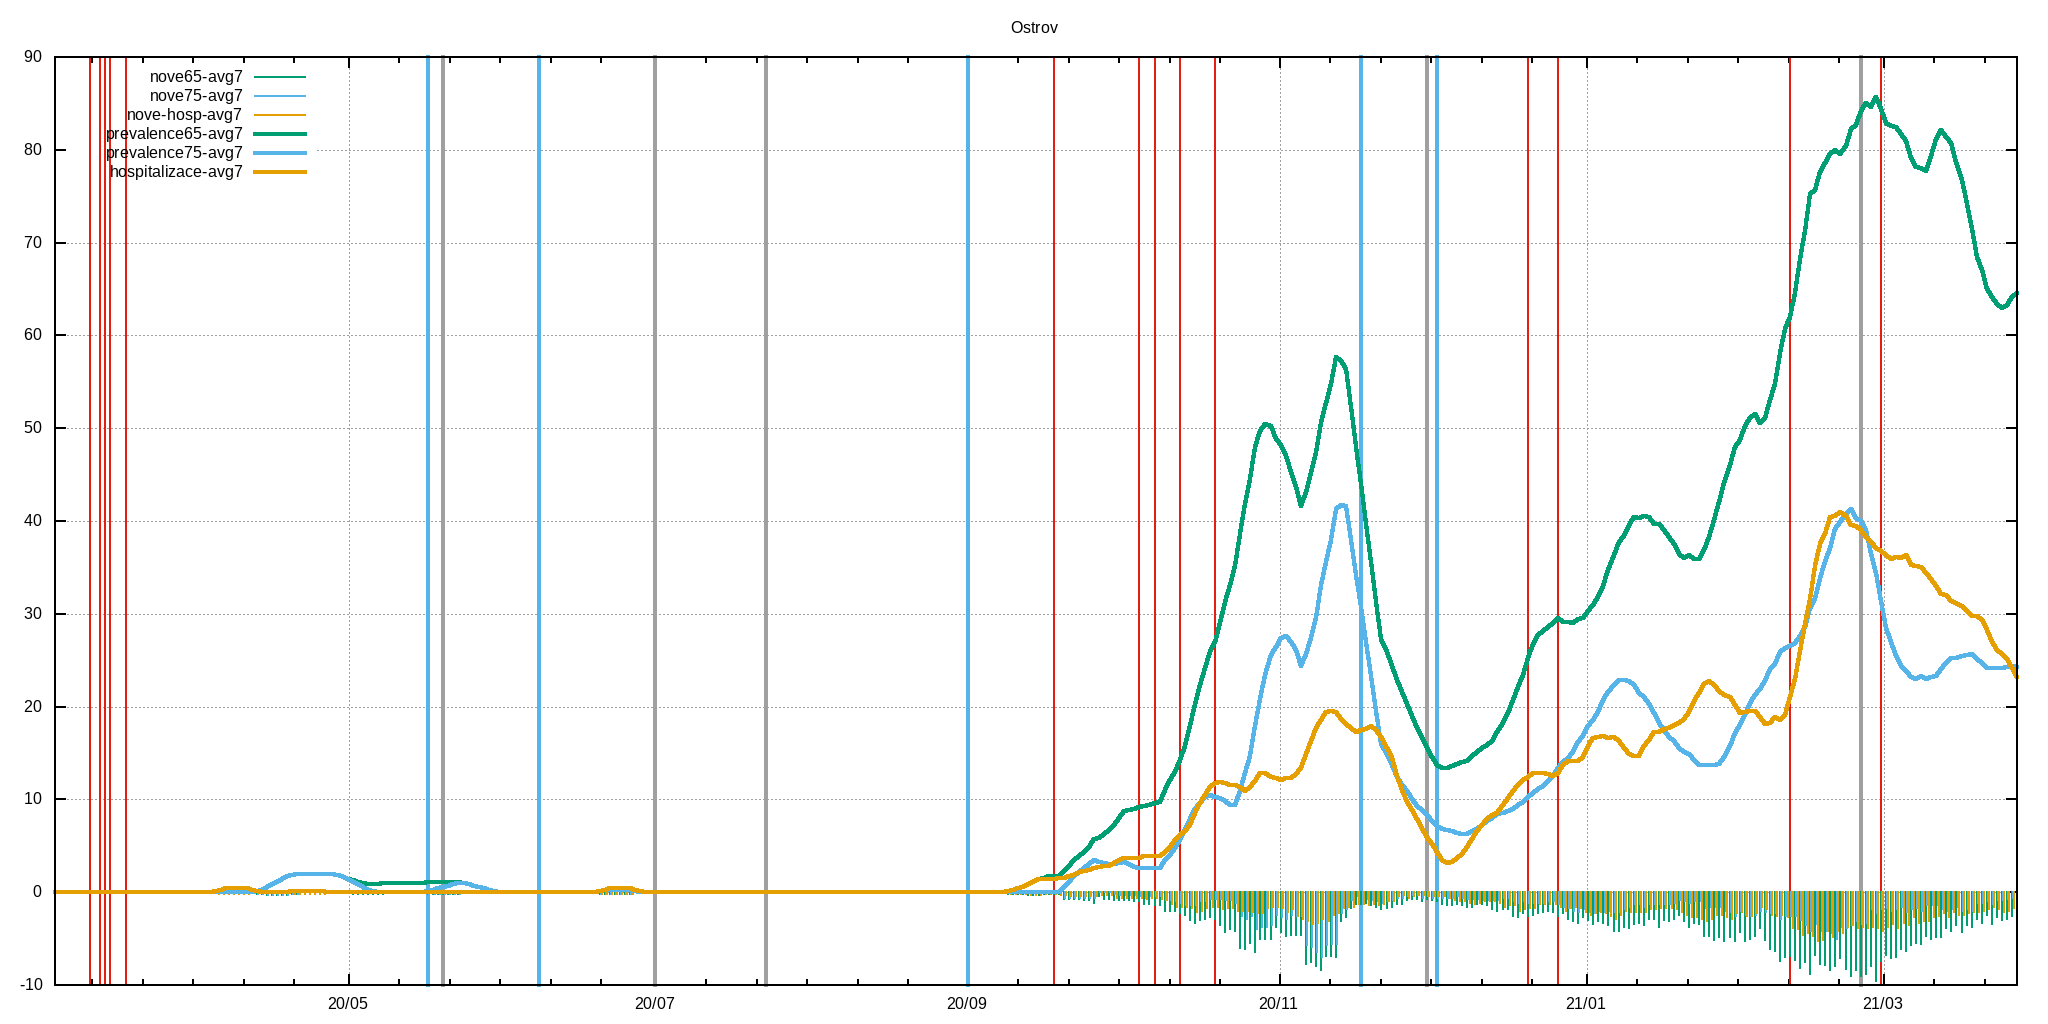 Ostrov
90
80
70
60
50
40
30
20
10
0
-10
nove65-avg7
nove75-avg7
nove-hosp-avg7
prevalence65-avg7
prevalence75-avg7
hospitalizace-avg7
20/05 20/07 20/09 20/11 21/01 21/03